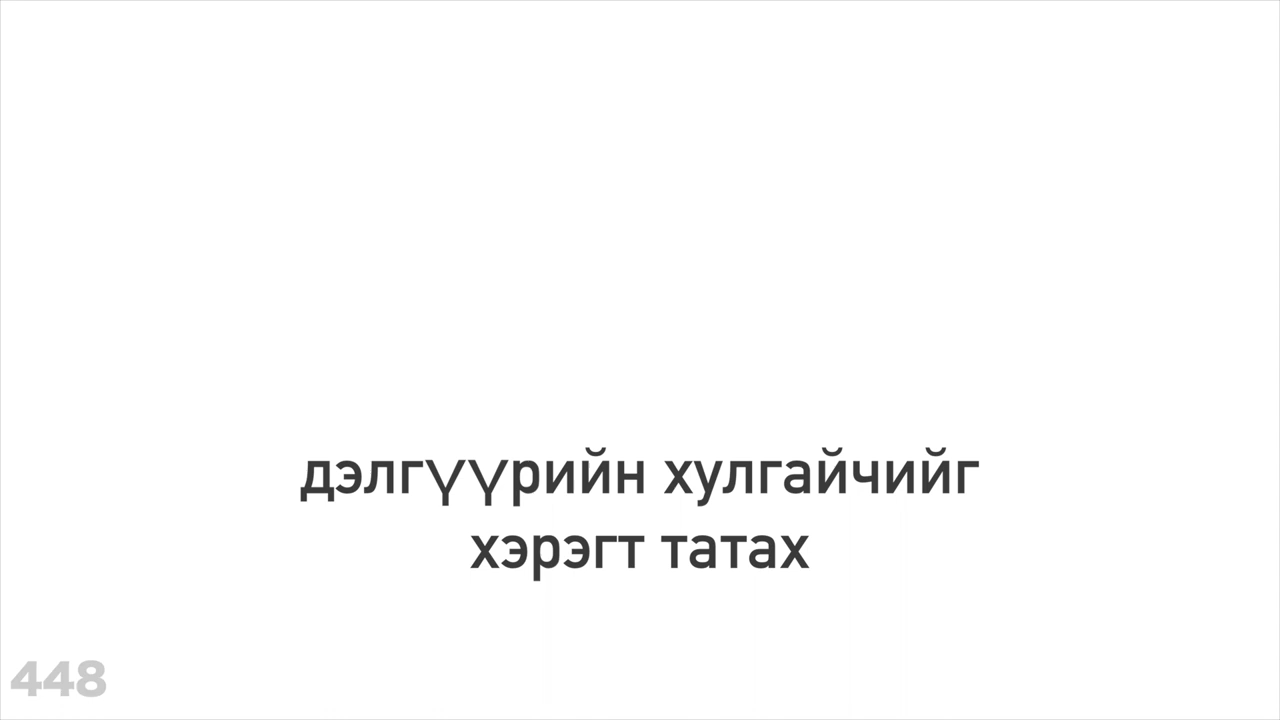 дэлгүүрийн хулгайчийг
хэрэгт татах
448